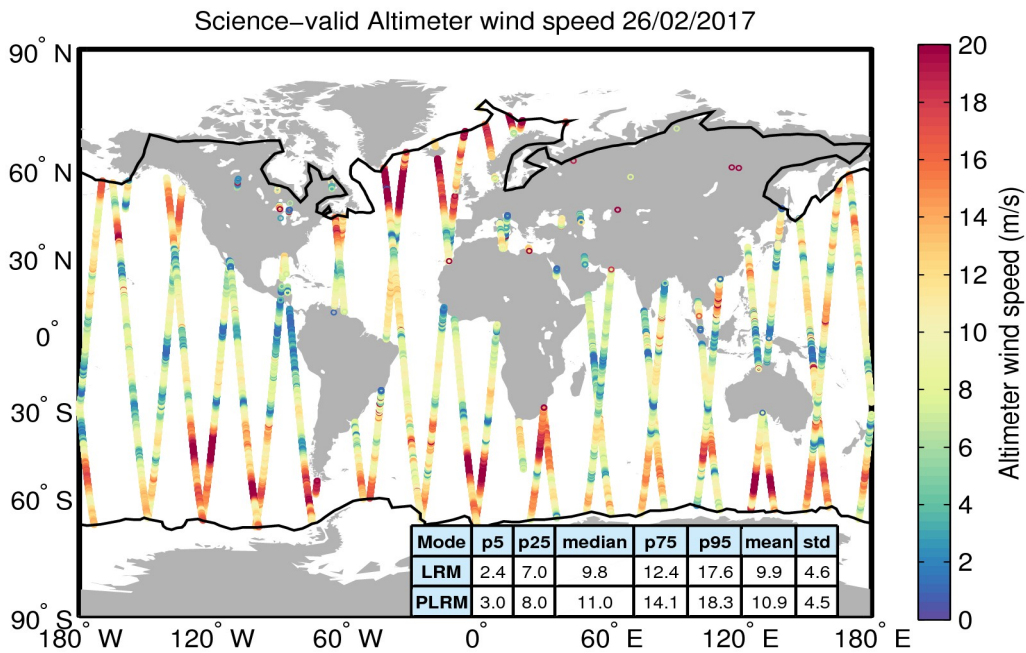 Science−valid Altimeter wind speed 26/02/2017
90° N
60° N
30° N
0°
30° S
60° S
90° S
180° W
120° W
60° W
0°
60° E
120° E
180° E
Mode p5 p25 median p75 p95 mean std
LRM 2.4 7.0 9.8 12.4 17.6 9.9 4.6
PLRM 3.0 8.0 11.0 14.1 18.3 10.9 4.5
20
18
16
14
12
10
8
6
4
2
0
Altimeter wind speed (m/s)